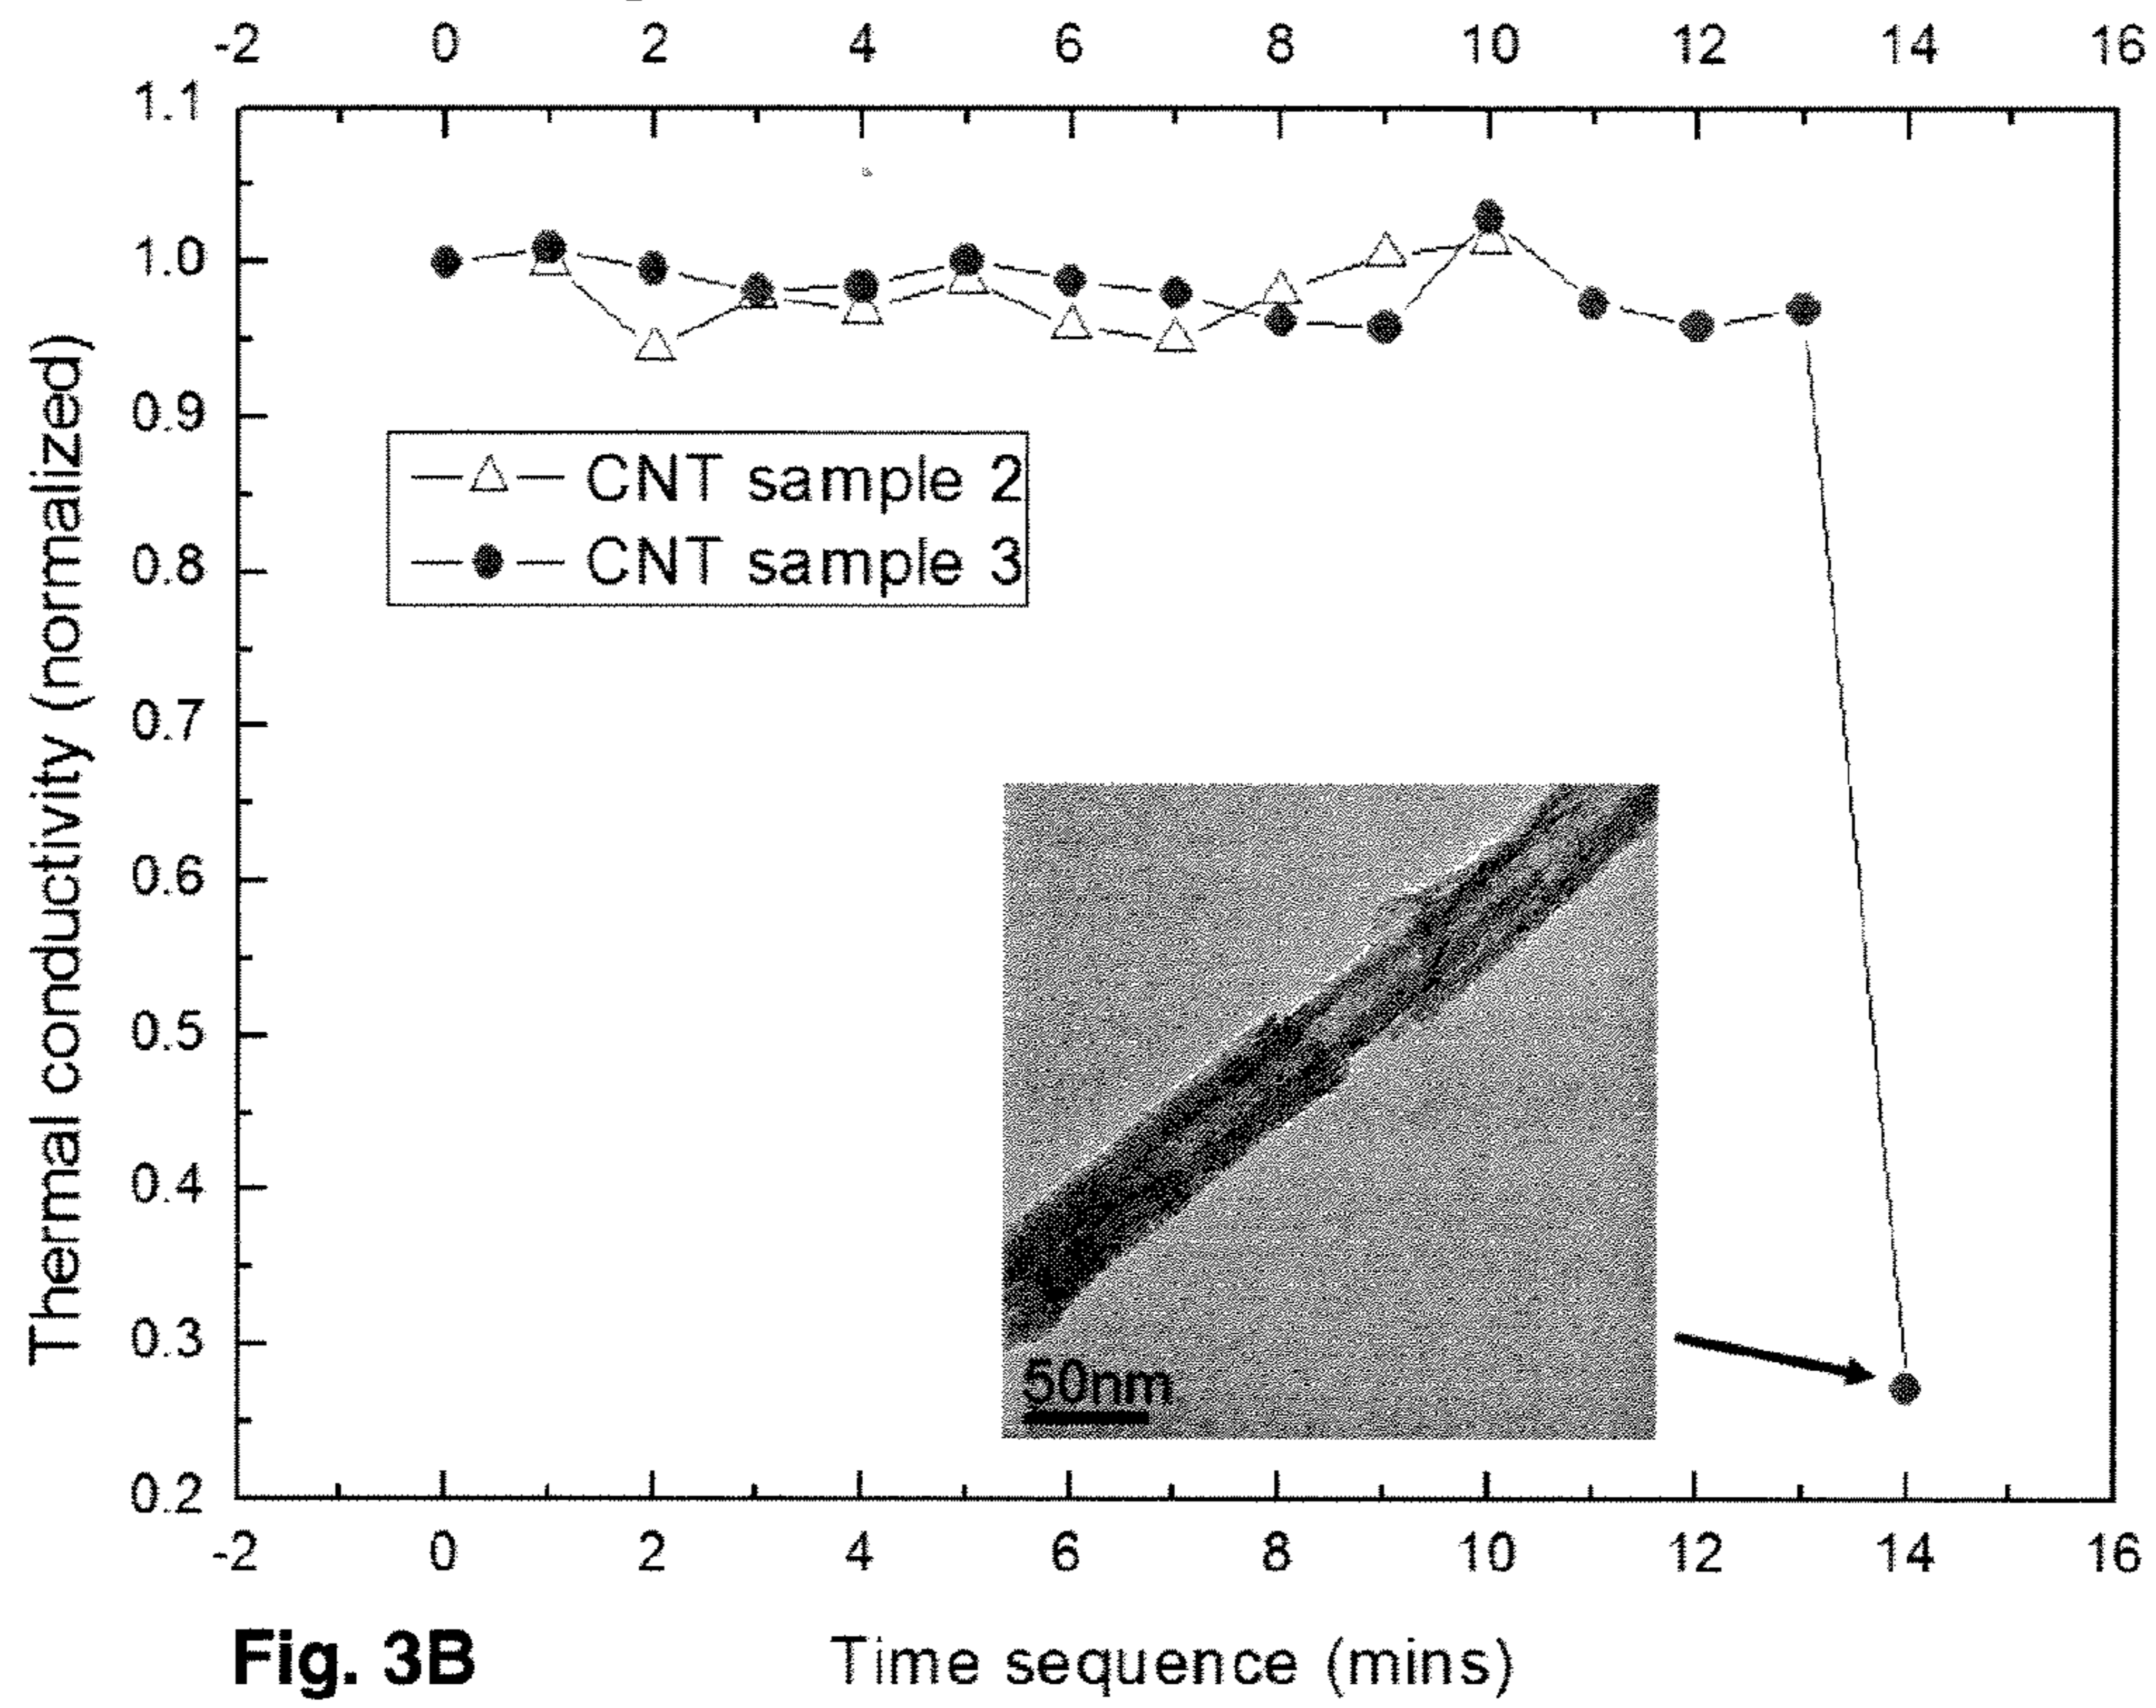 -2 0 2 4 6 8 10 12 14 16
1.1
1.0
0.9
0.8
0.7
0.6
0.5
0.4
0.3
0.2
Thermal conductivity (normalized)
CNT sample 2
CNT sample 3
50nm
-2 0 2 4 6 8 10 12 14 16
Fig. 3B Time sequence (mins)